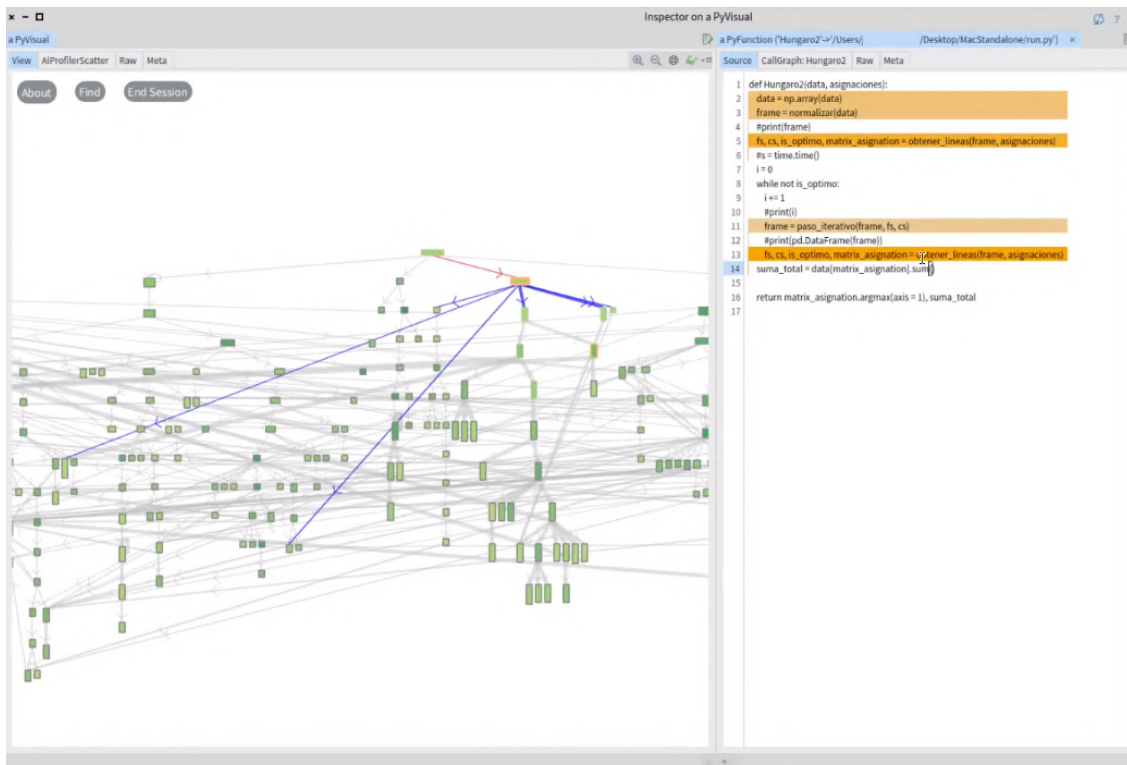 Inspector on a PyVisual
a PyVisual
View AIProfilerScatter Raw Meta
About Find End Session
a PyFunction ('Hungaro2'->'/Users/ /Desktop/MacStandalone/run.py') ×
Source CallGraph: Hungaro2 Raw Meta
1 def Hungaro2(data, asignaciones):
2 data = np.array(data)
3 frame = normalizar(data)
4 #print(frame)
5 fs, cs, is_optimo, matrix_asignation = obtener_lineas(frame, asignaciones)
6 #s = time.time()
7 i = 0
8 while not is_optimo:
9 i += 1
10 #print(i)
11 frame = paso_iterativo(frame, fs, cs)
12 #print(pd.DataFrame(frame))
13 fs, cs, is_optimo, matrix_asignation = obtener_lineas(frame, asignaciones)
14 suma_total = data[matrix_asignation].sum()
15
16 return matrix_asignation.argmax(axis = 1), suma_total
17